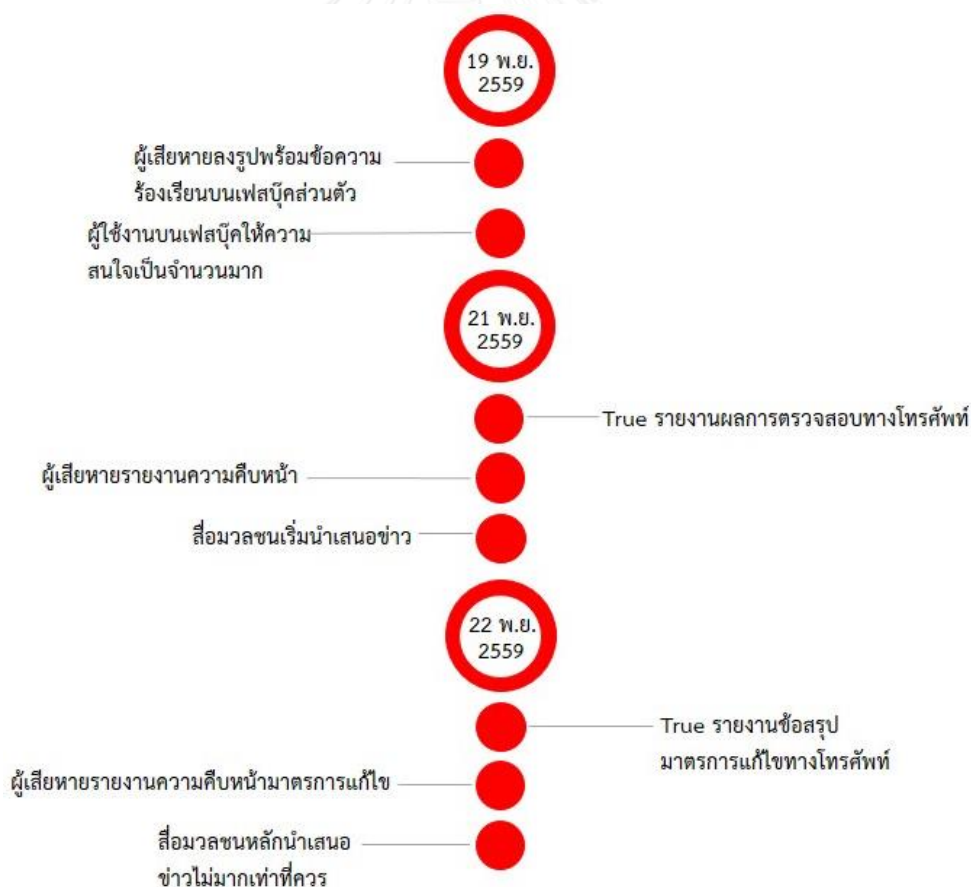 19 พ.ย.
2559
ผู้เสียหายลงรูปพร้อมข้อความ
ร้องเรียนบนเฟสบุ๊คส่วนตัว
ผู้ใช้งานบนเฟสบุ๊คให้ความ
สนใจเป็นจำนวนมาก
21 พ.ย.
2559
True รายงานผลการตรวจสอบทางโทรศัพท์
ผู้เสียหายรายงานความคืบหน้า
สื่อมวลชนเริ่มนำเสนอข่าว
22 พ.ย.
2559
True รายงานข้อสรุป
มาตรการแก้ไขทางโทรศัพท์
ผู้เสียหายรายงานความคืบหน้ามาตรการแก้ไข
สื่อมวลชนหลักนำเสนอ
ข่าวไม่มากเท่าที่ควร